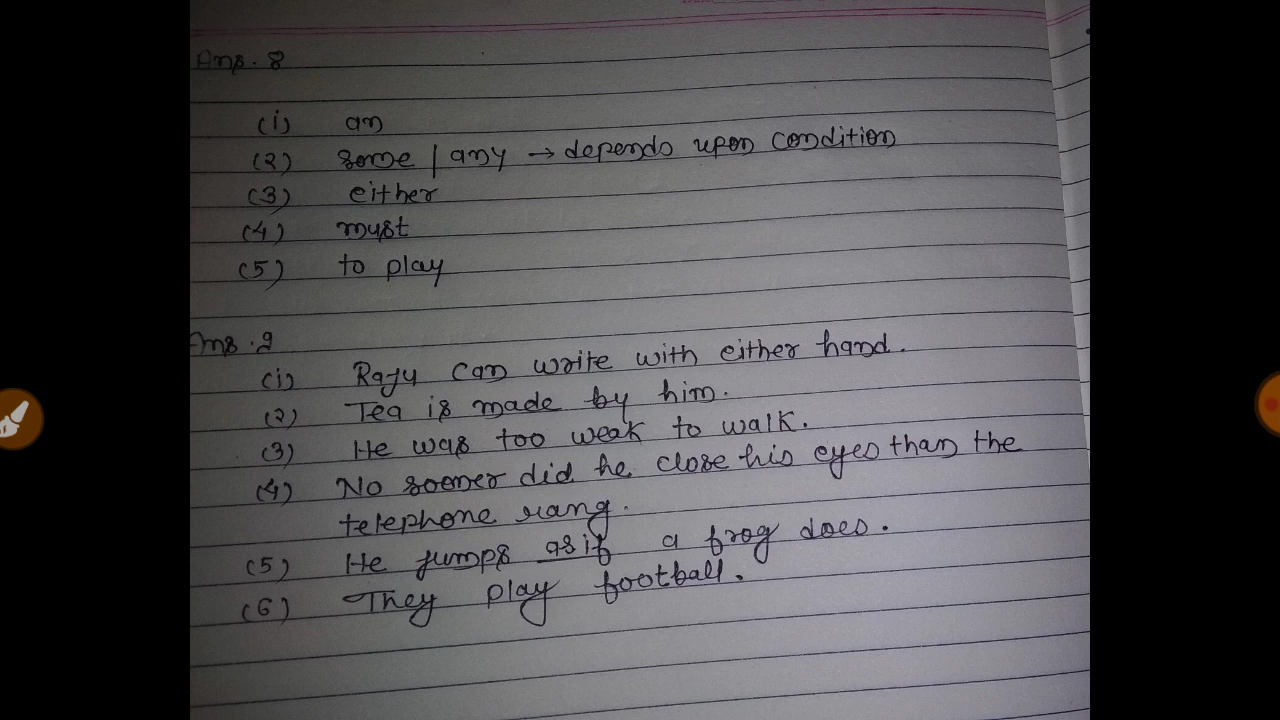 Ans. 8
(i) an
(2) some / any → depends upon condition
(3) either
(4) must
(5) to play
Ans. 2
(i) Raju can write with either hand.
(2) Tea is made by him.
(3) He was too weak to walk.
(4) No sooner did he close his eyes than the
telephone rang.
(5) He jumps as if a frog does.
(6) They play football.